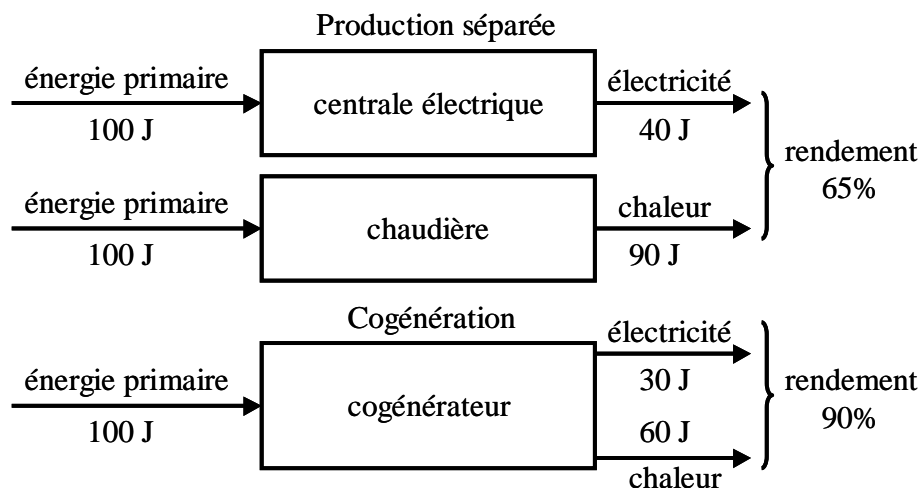 Production séparée
énergie primaire
100 J
centrale électrique
électricité
40 J
énergie primaire
100 J
chaudière
chaleur
90 J
rendement
65%
Cogénération
énergie primaire
100 J
cogénérateur
électricité
30 J
60 J
chaleur
rendement
90%